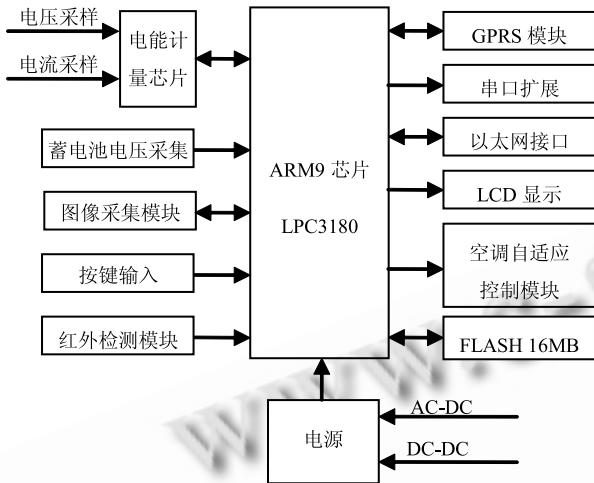 电压采样
电流采样
电能计
量芯片
蓄电池电压采集
图像采集模块
按键输入
红外检测模块
ARM9 芯片
LPC3180
GPRS 模块
串口扩展
以太网接口
LCD 显示
空调自适应
控制模块
FLASH 16MB
电源
AC-DC
DC-DC